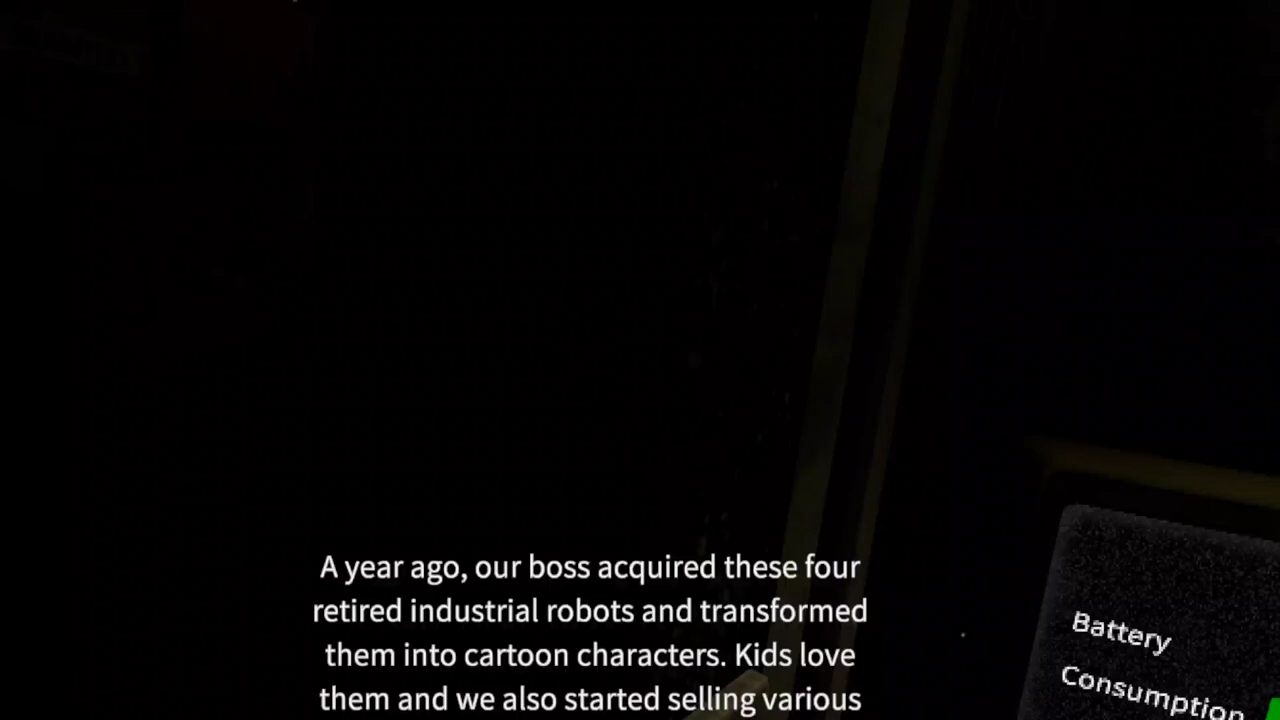 A year ago, our boss acquired these four
retired industrial robots and transformed
them into cartoon characters. Kids love
them and we also started selling various
Battery
Consumption